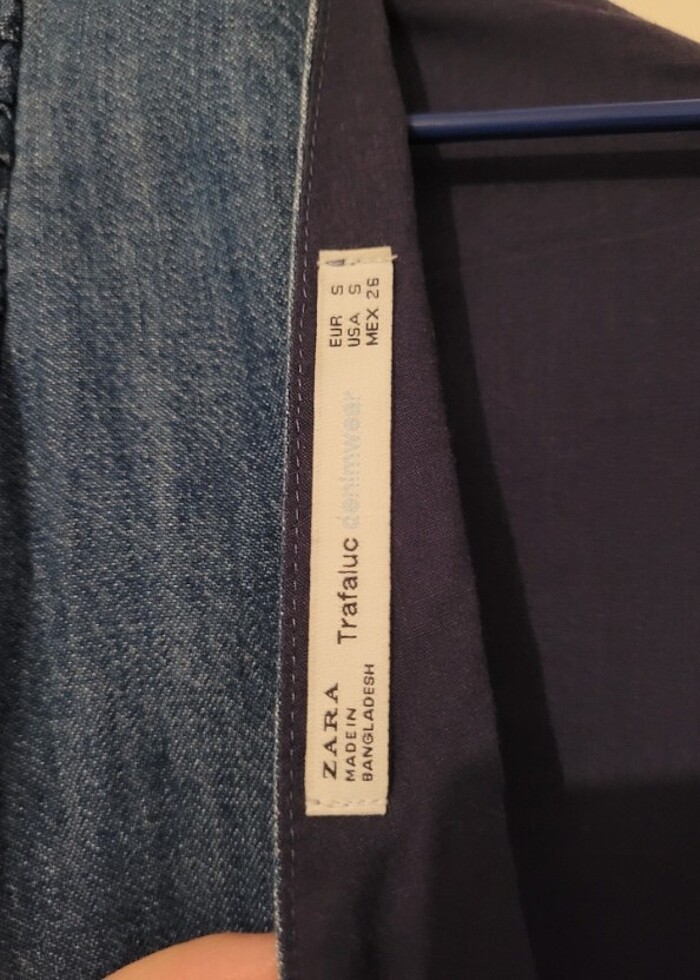 ZARA
MADE IN
BANGLADESH
Trafaluc denimwear
EUR S
USA S
MEX 26